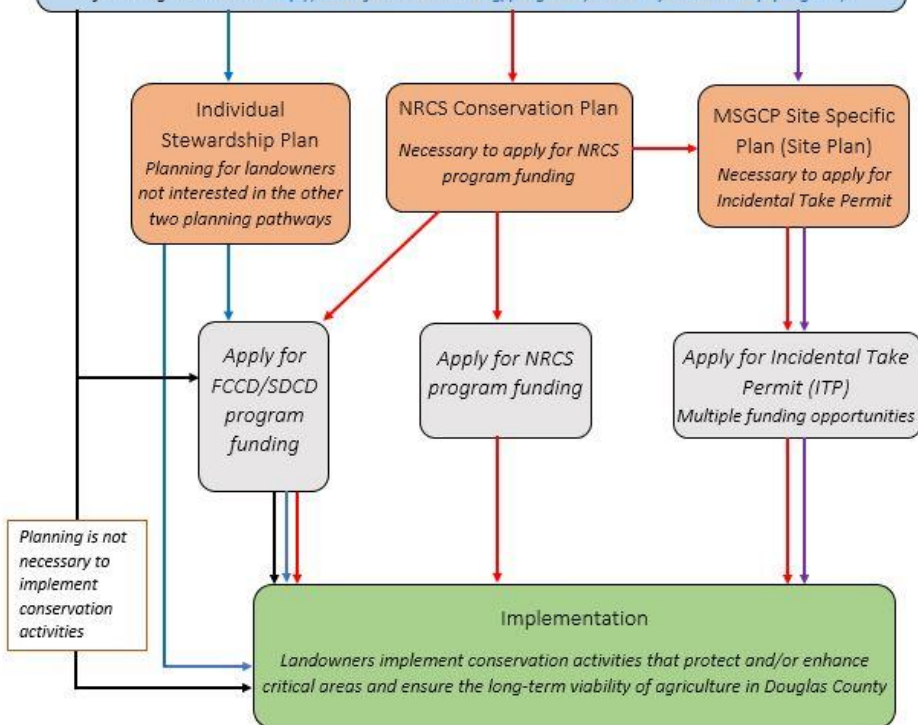 Individual
Stewardship Plan
Planning for landowners
not interested in the other
two planning pathways
NRCS Conservation Plan
Necessary to apply for NRCS
program funding
MSGCP Site Specific
Plan (Site Plan)
Necessary to apply for
Incidental Take Permit
Apply for
FCCD/SDCD
program
funding
Apply for NRCS
program funding
Apply for Incidental Take
Permit (ITP)
Multiple funding opportunities
Planning is not
necessary to
implement
conservation
activities
Implementation
Landowners implement conservation activities that protect and/or enhance
critical areas and ensure the long-term viability of agriculture in Douglas County